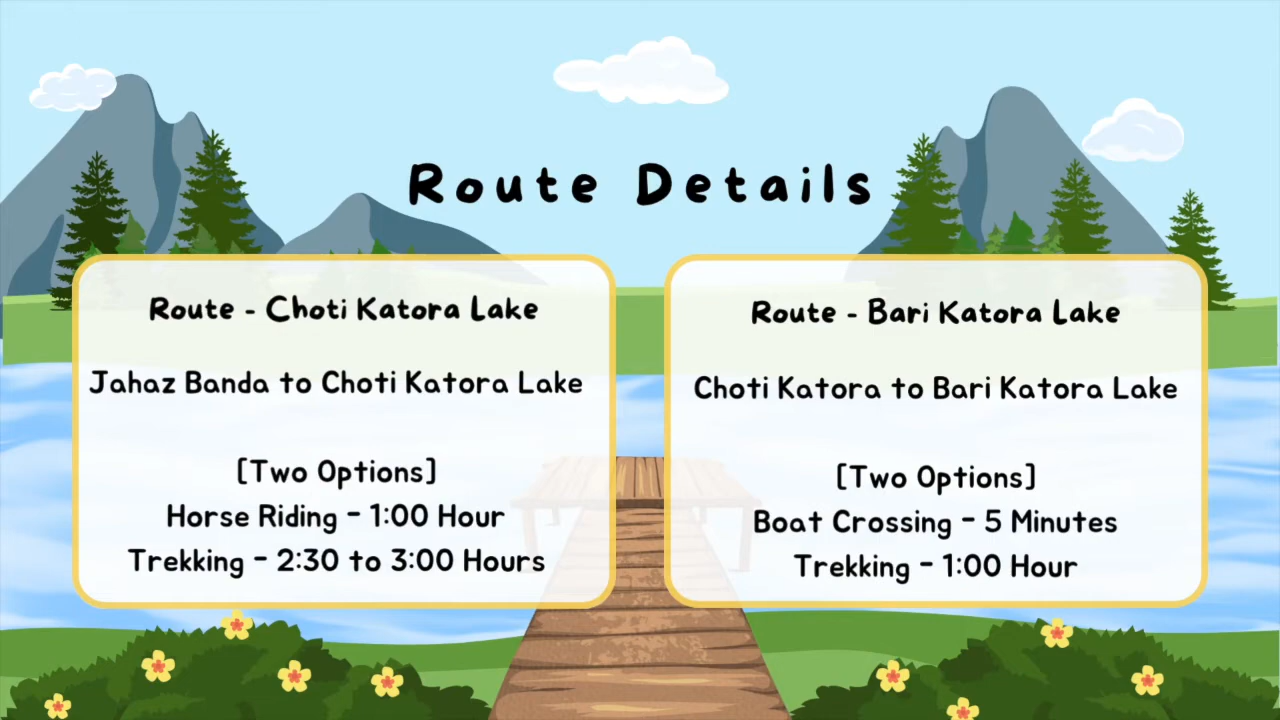 Route Details
Route - Choti Katora Lake
Jahaz Banda to Choti Katora Lake
[Two Options]
Horse Riding - 1:00 Hour
Trekking - 2:30 to 3:00 Hours
Route - Bari Katora Lake
Choti Katora to Bari Katora Lake
[Two Options]
Boat Crossing - 5 Minutes
Trekking - 1:00 Hour